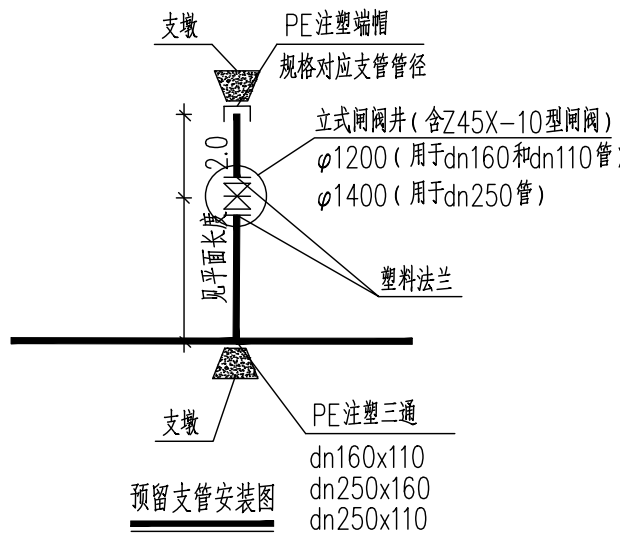 支墩
PE注塑端帽
规格对应支管管径
立式闸阀井(含Z45X-10型闸阀)
φ1200(用于dn160和dn110管)
φ1400(用于dn250管)
2.0
见平面长度
塑料法兰
支墩
PE注塑三通
dn160x110
dn250x160
dn250x110
预留支管安装图